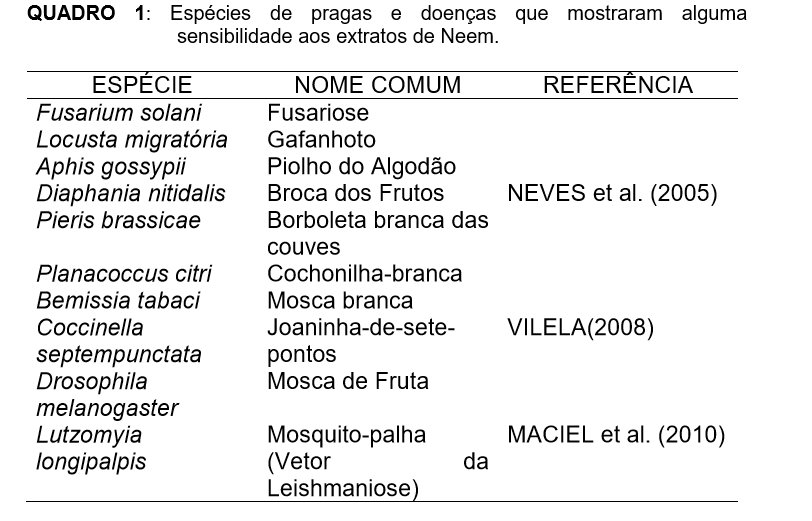 QUADRO 1: Espécies de pragas e doenças que mostraram alguma
sensibilidade aos extratos de Neem.
ESPÉCIE NOME COMUM REFERÊNCIA
Fusarium solani Fusariose
Locusta migratória Gafanhoto
Aphis gossypii Piolho do Algodão
Diaphania nitidalis Broca dos Frutos NEVES et al. (2005)
Pieris brassicae Borboleta branca das
couves
Planacoccus citri Cochonilha-branca
Bemissia tabaci Mosca branca
Coccinella Joaninha-de-sete- VILELA(2008)
septempunctata pontos
Drosophila Mosca de Fruta
melanogaster
Lutzomyia Mosquito-palha MACIEL et al. (2010)
longipalpis (Vetor da
Leishmaniose)